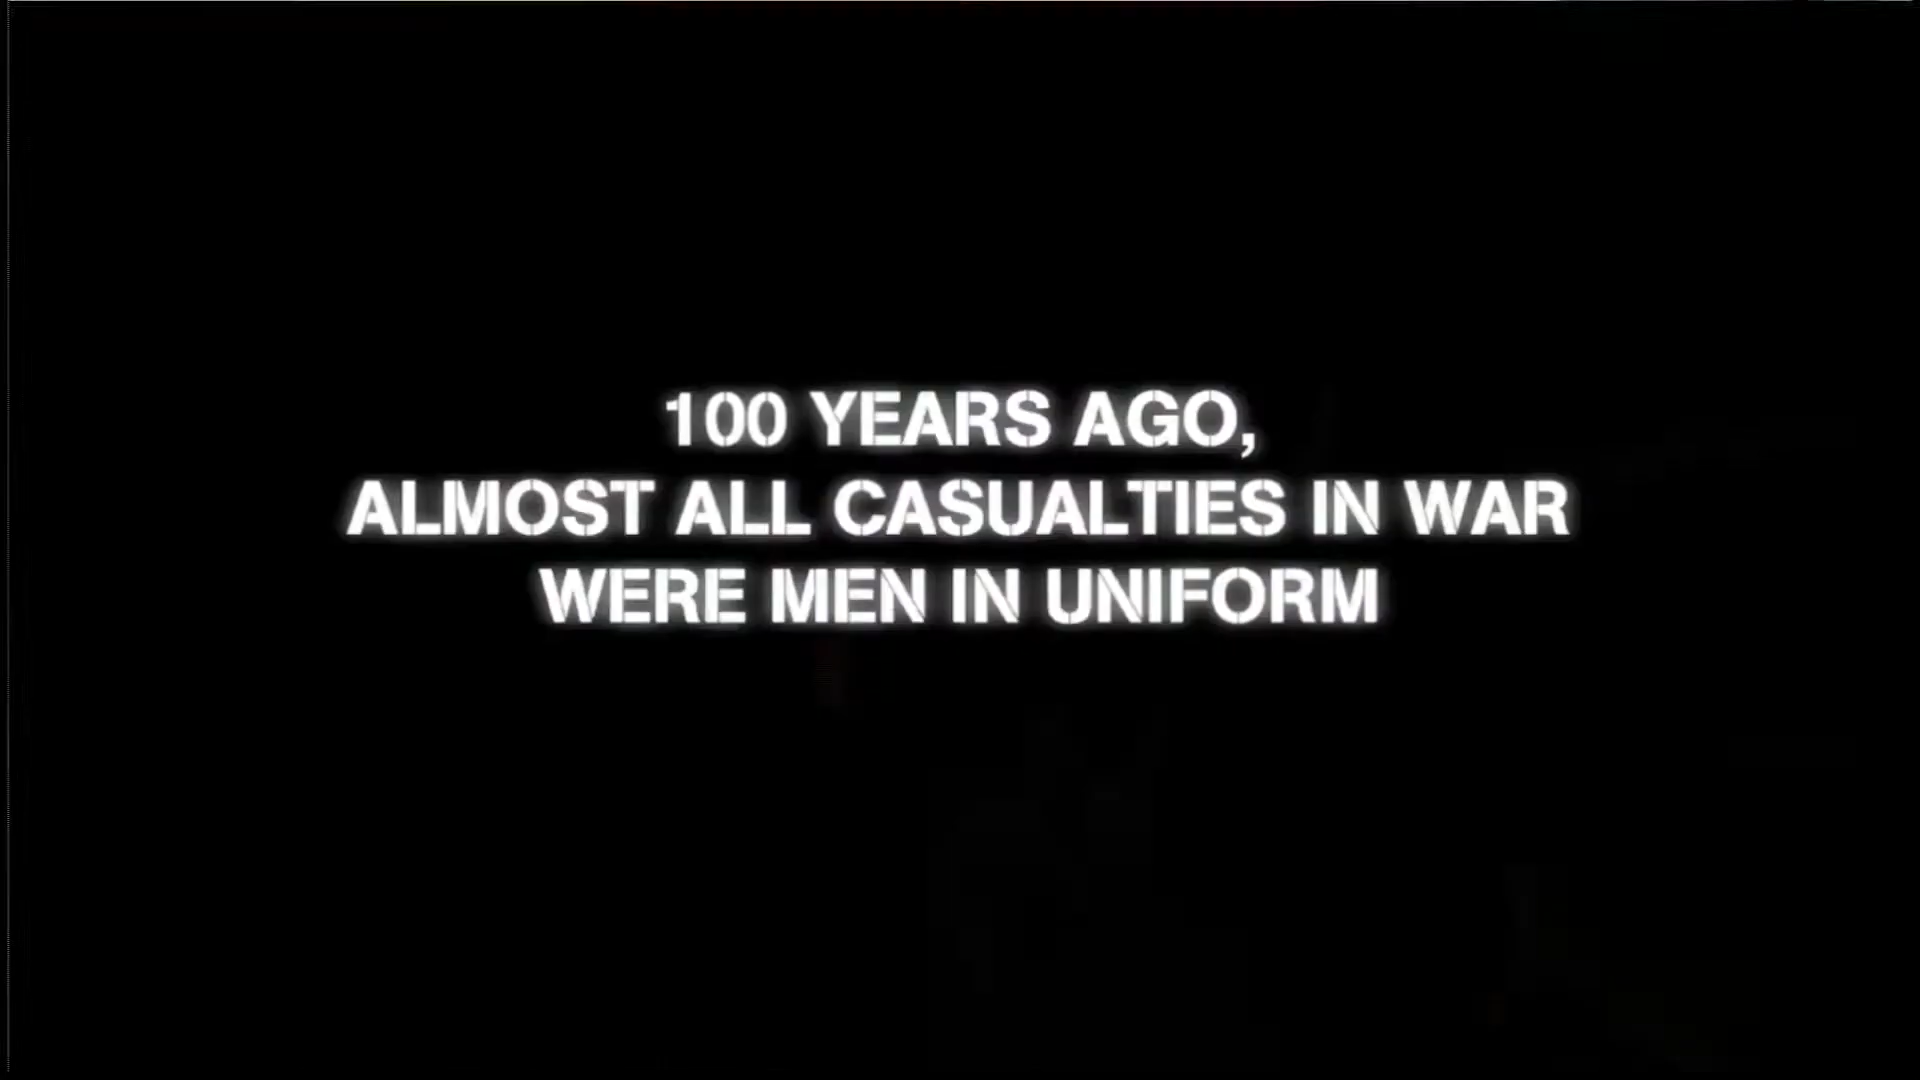 100 YEARS AGO,
ALMOST ALL CASUALTIES IN WAR
WERE MEN IN UNIFORM